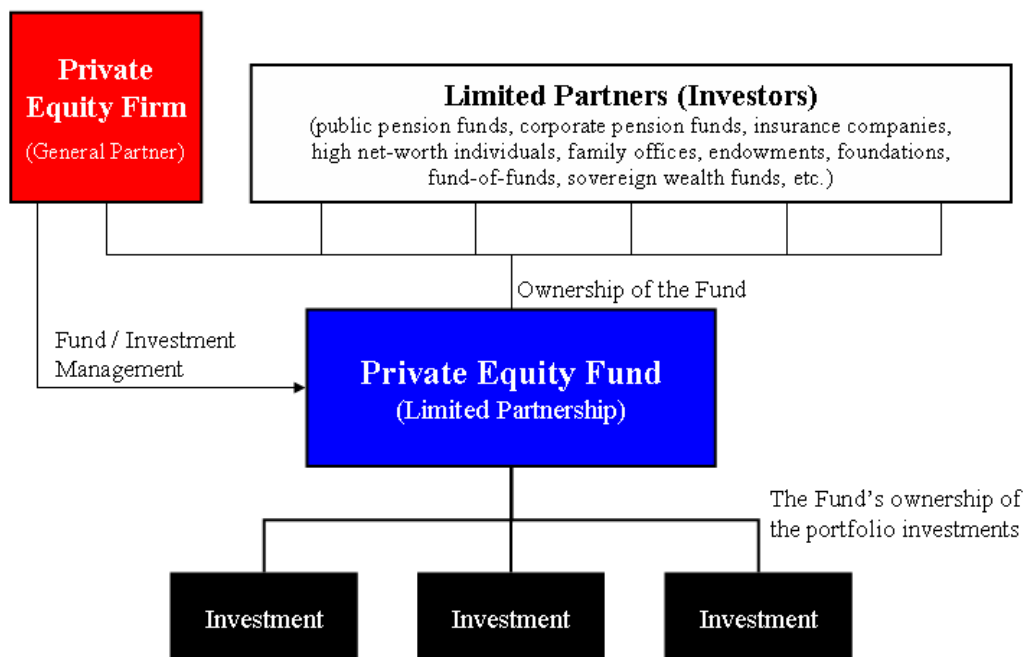 Private
Equity Firm
(General Partner)
Limited Partners (Investors)
(public pension funds, corporate pension funds, insurance companies,
high net-worth individuals, family offices, endowments, foundations,
fund-of-funds, sovereign wealth funds, etc.)
Ownership of the Fund
Fund / Investment
Management
Private Equity Fund
(Limited Partnership)
The Fund's ownership of
the portfolio investments
Investment
Investment
Investment